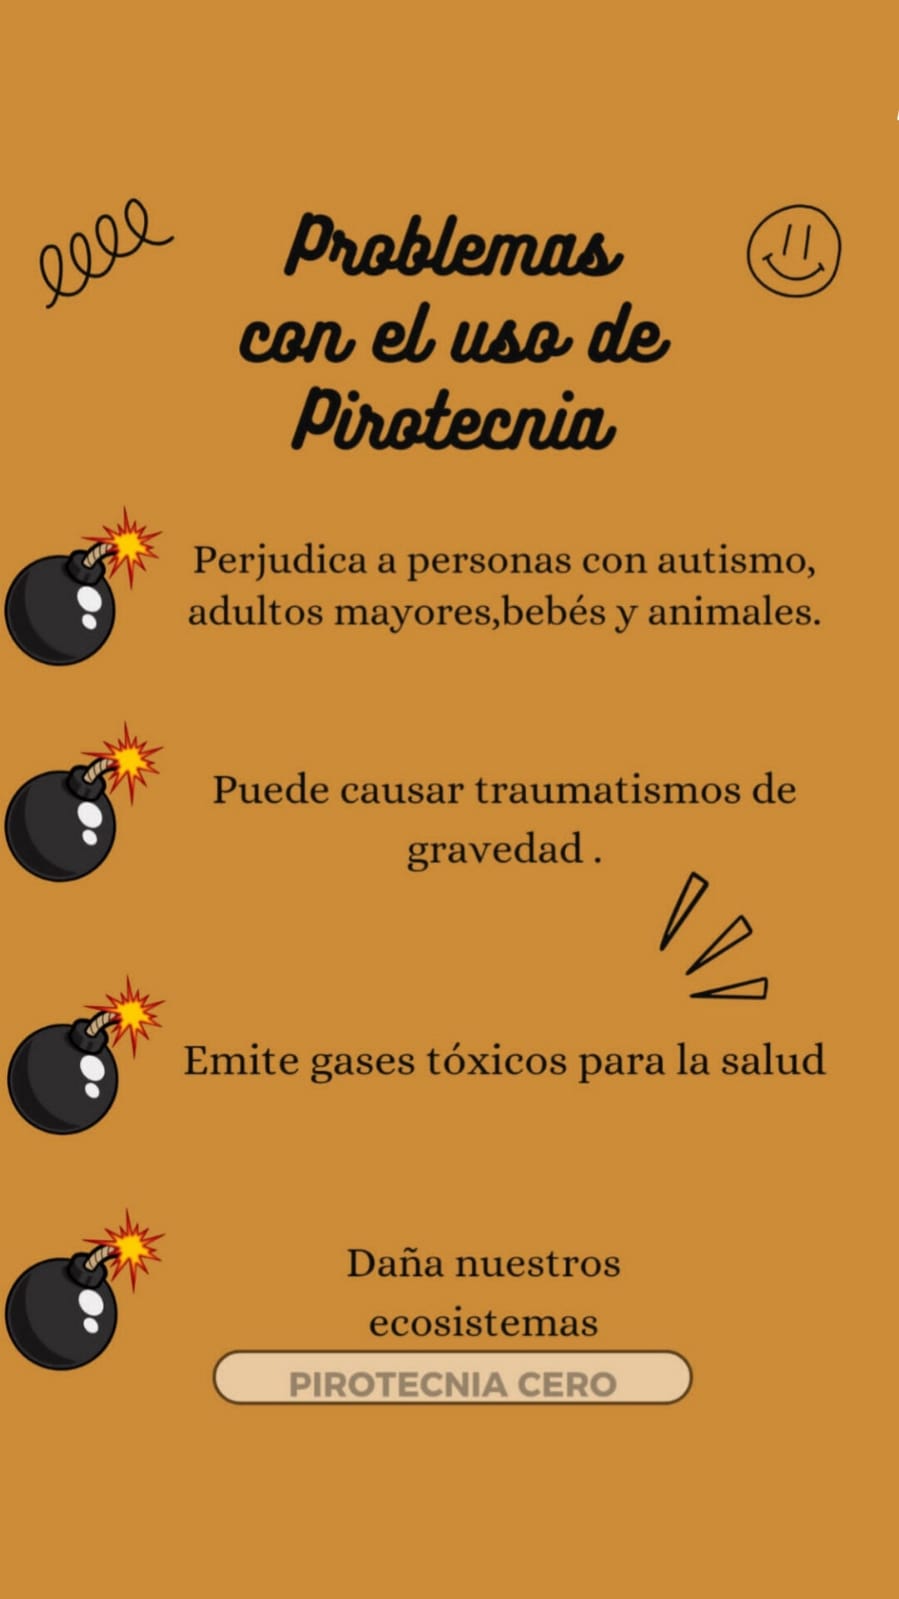 Problemas
con el uso de
Pirotecnia
Perjudica a personas con autismo,
adultos mayores,bebés y animales.
Puede causar traumatismos de
gravedad .
Emite gases tóxicos para la salud
Daña nuestros
ecosistemas
PIROTECNIA CERO